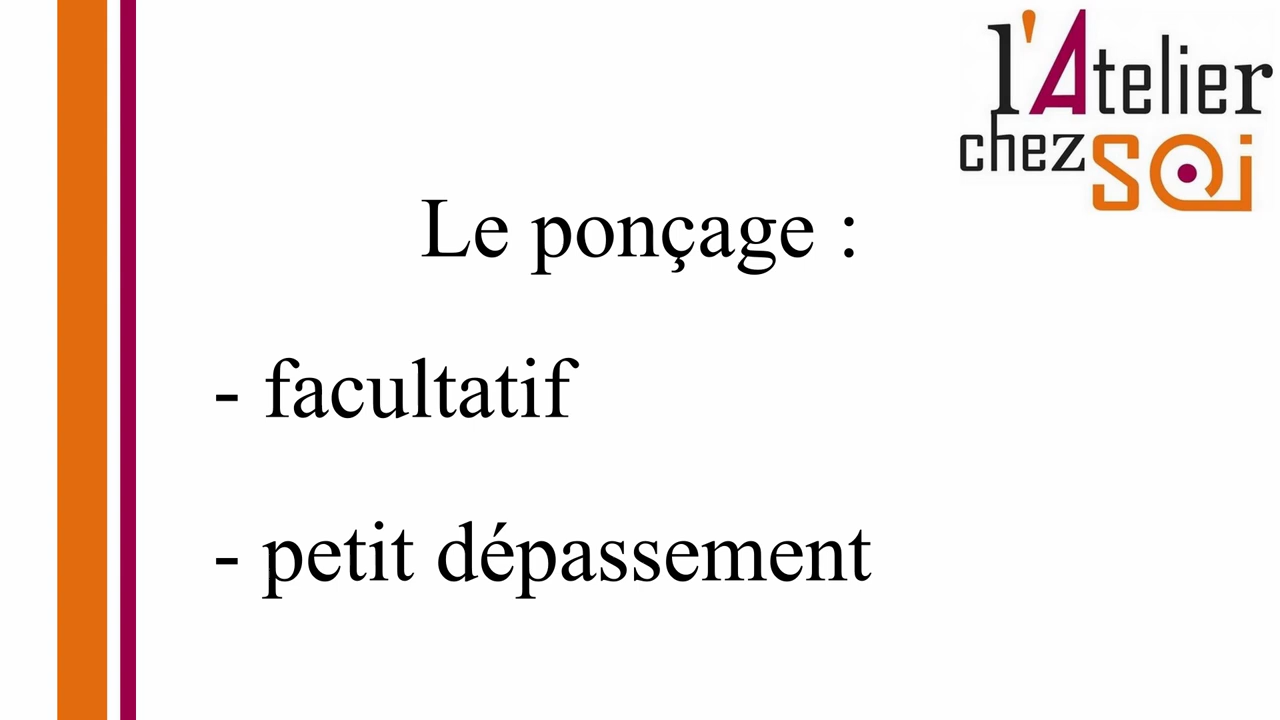 l'Atelier
chez soi
Le ponçage :
- facultatif
- petit dépassement